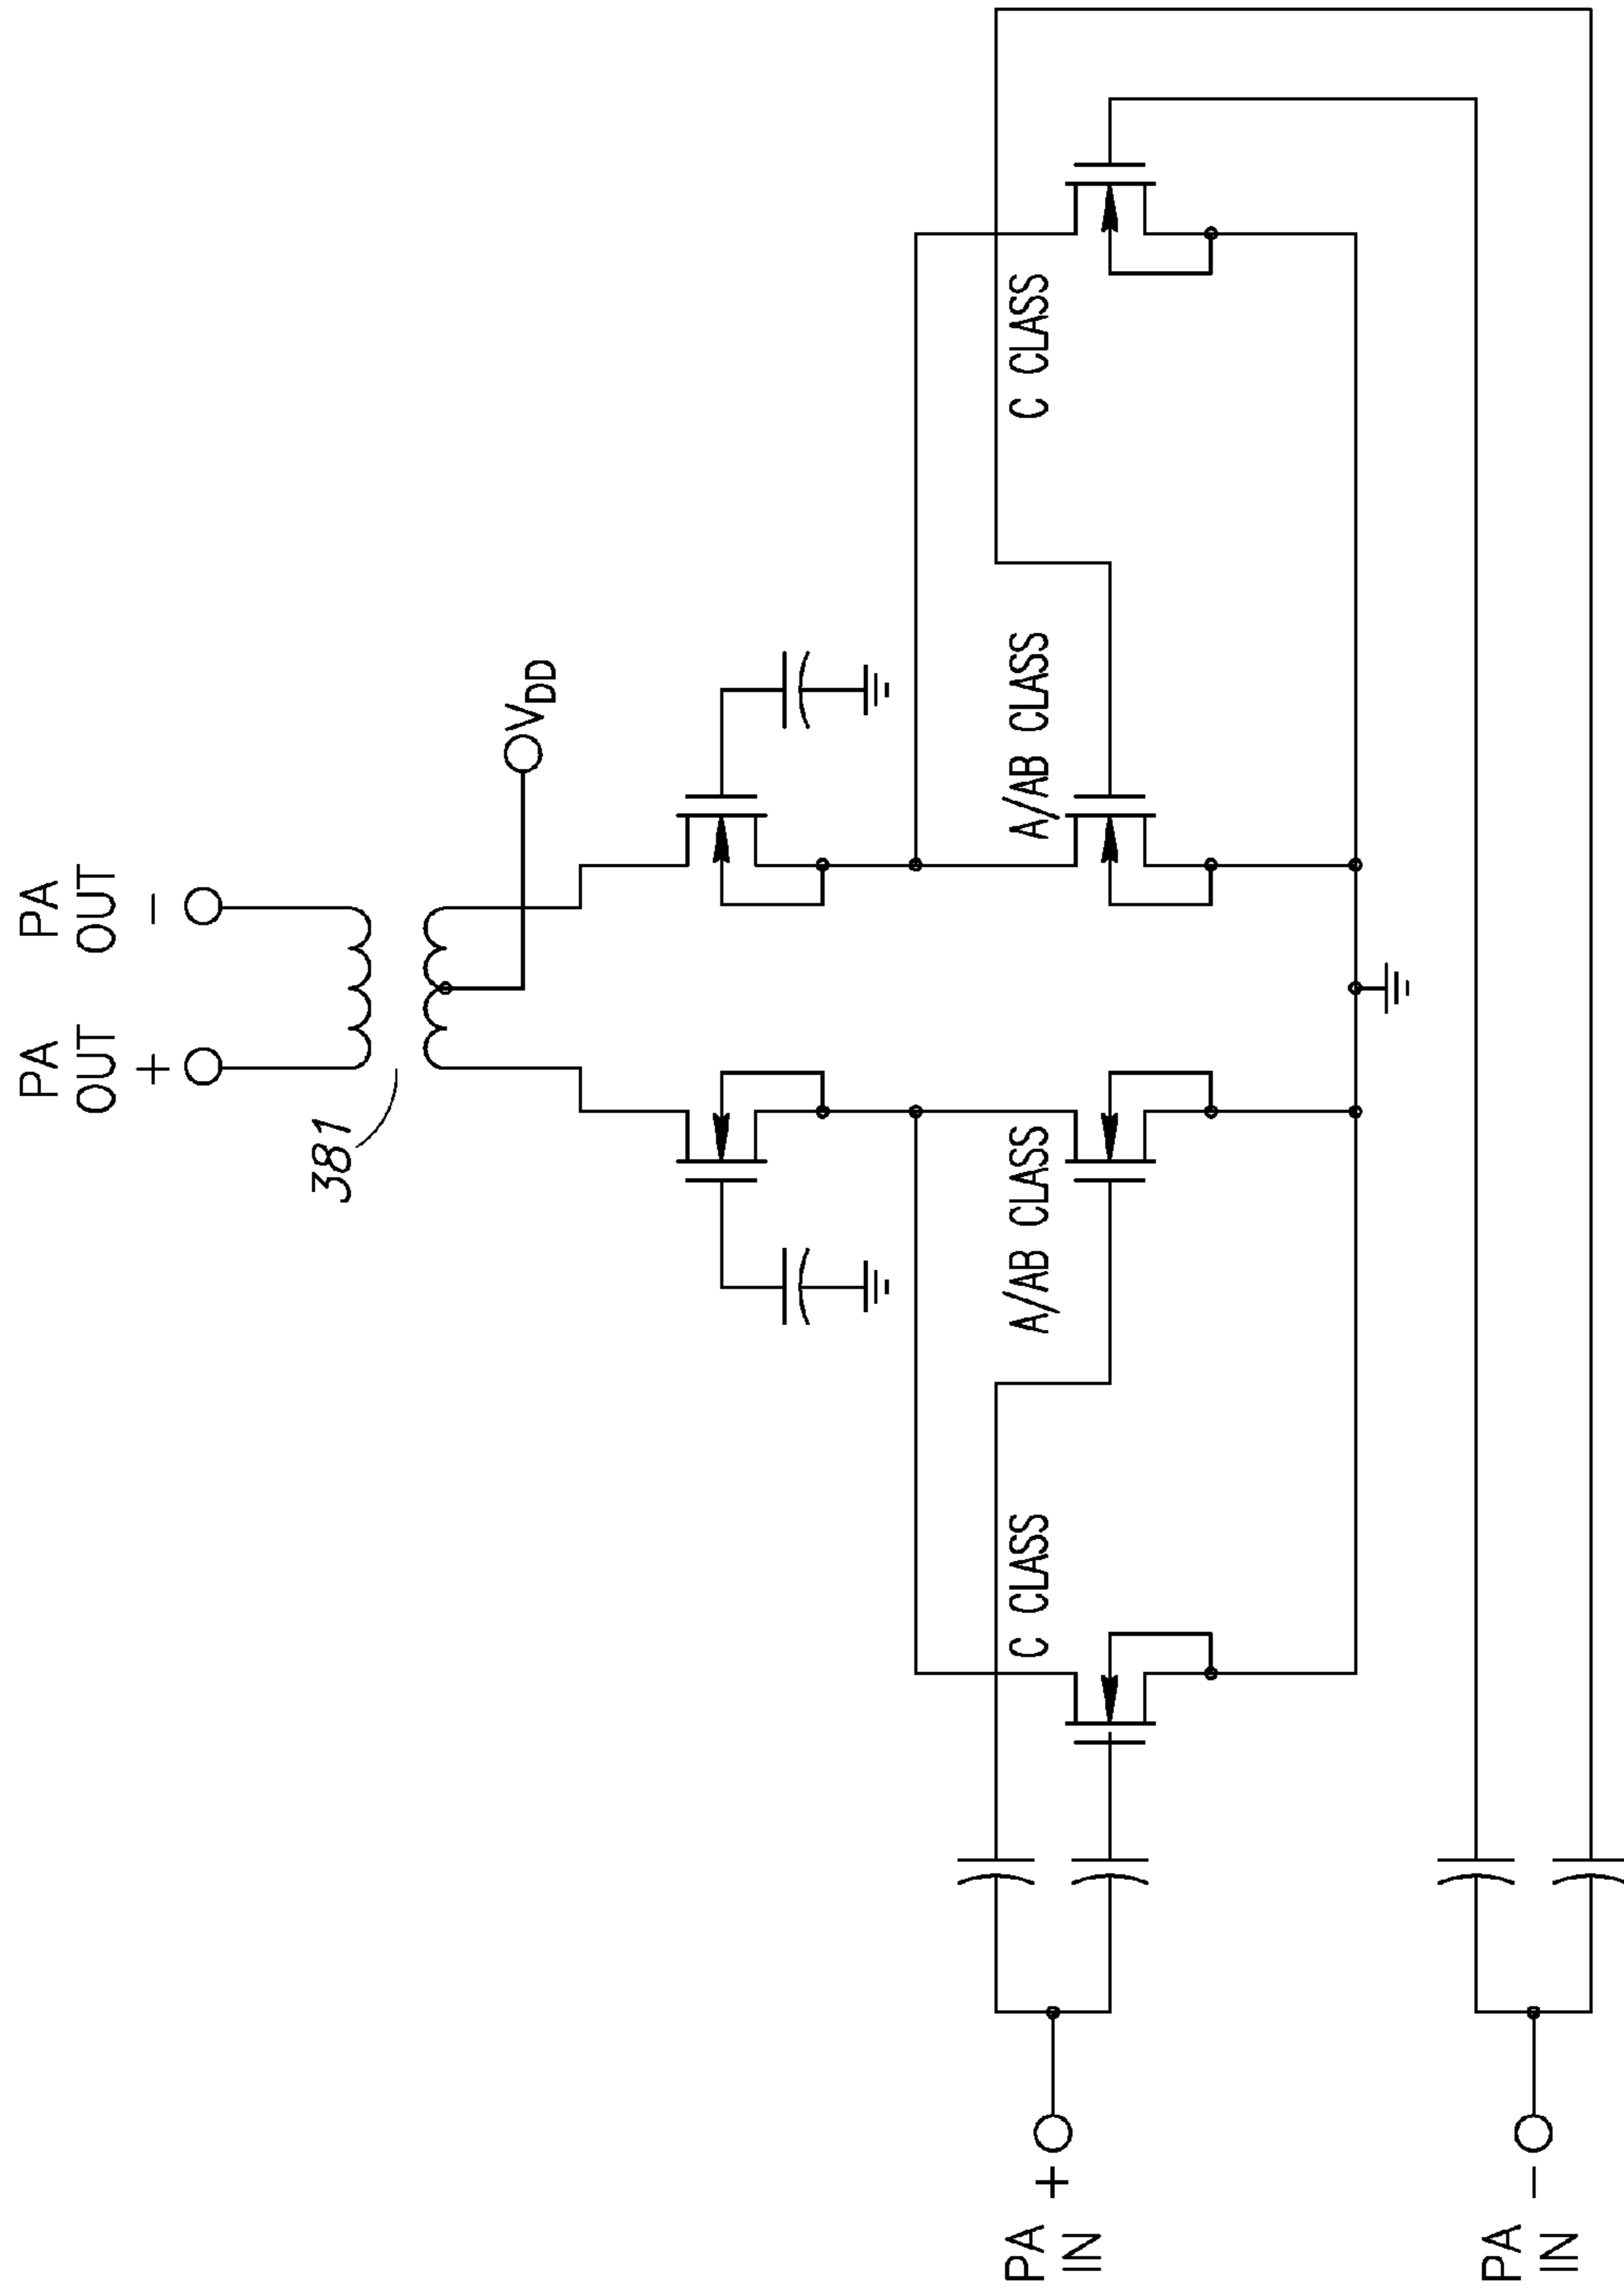 PA
OUT
+
PA
OUT
−
381
VDD
C CLASS
A/AB CLASS
A/AB CLASS
C CLASS
PA
IN
+
PA
IN
−